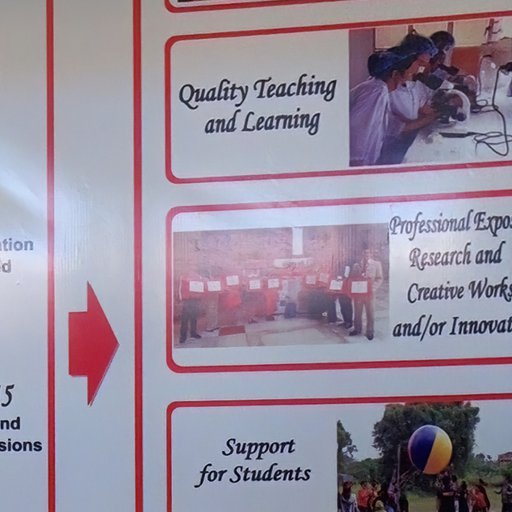 Quality Teaching
and Learning
Professional Expos
Research and
Creative Works
and/or Innovat
ation
d
5
nd
sions
Support
for Students